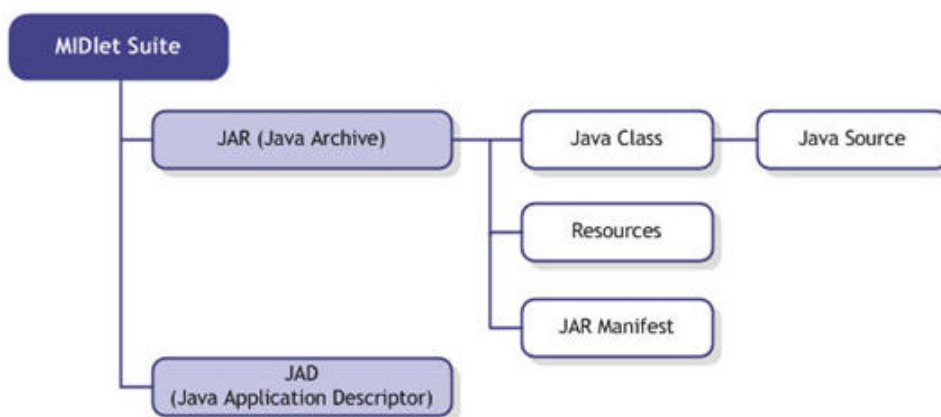 MIDlet Suite
JAR (Java Archive)
Java Class
Java Source
Resources
JAR Manifest
JAD
(Java Application Descriptor)